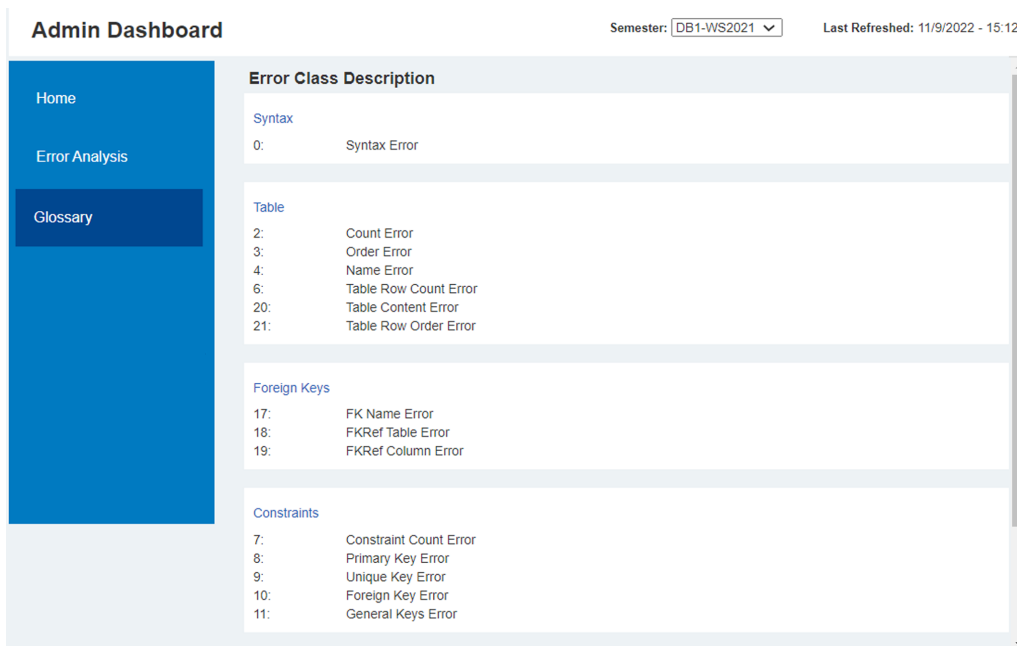 Admin Dashboard
Semester: DB1-WS2021
Last Refreshed: 11/9/2022 - 15:12
Home
Error Analysis
Glossary
Error Class Description
Syntax
0: Syntax Error
Table
2: Count Error
3: Order Error
4: Name Error
6: Table Row Count Error
20: Table Content Error
21: Table Row Order Error
Foreign Keys
17: FK Name Error
18: FKRef Table Error
19: FKRef Column Error
Constraints
7: Constraint Count Error
8: Primary Key Error
9: Unique Key Error
10: Foreign Key Error
11: General Keys Error